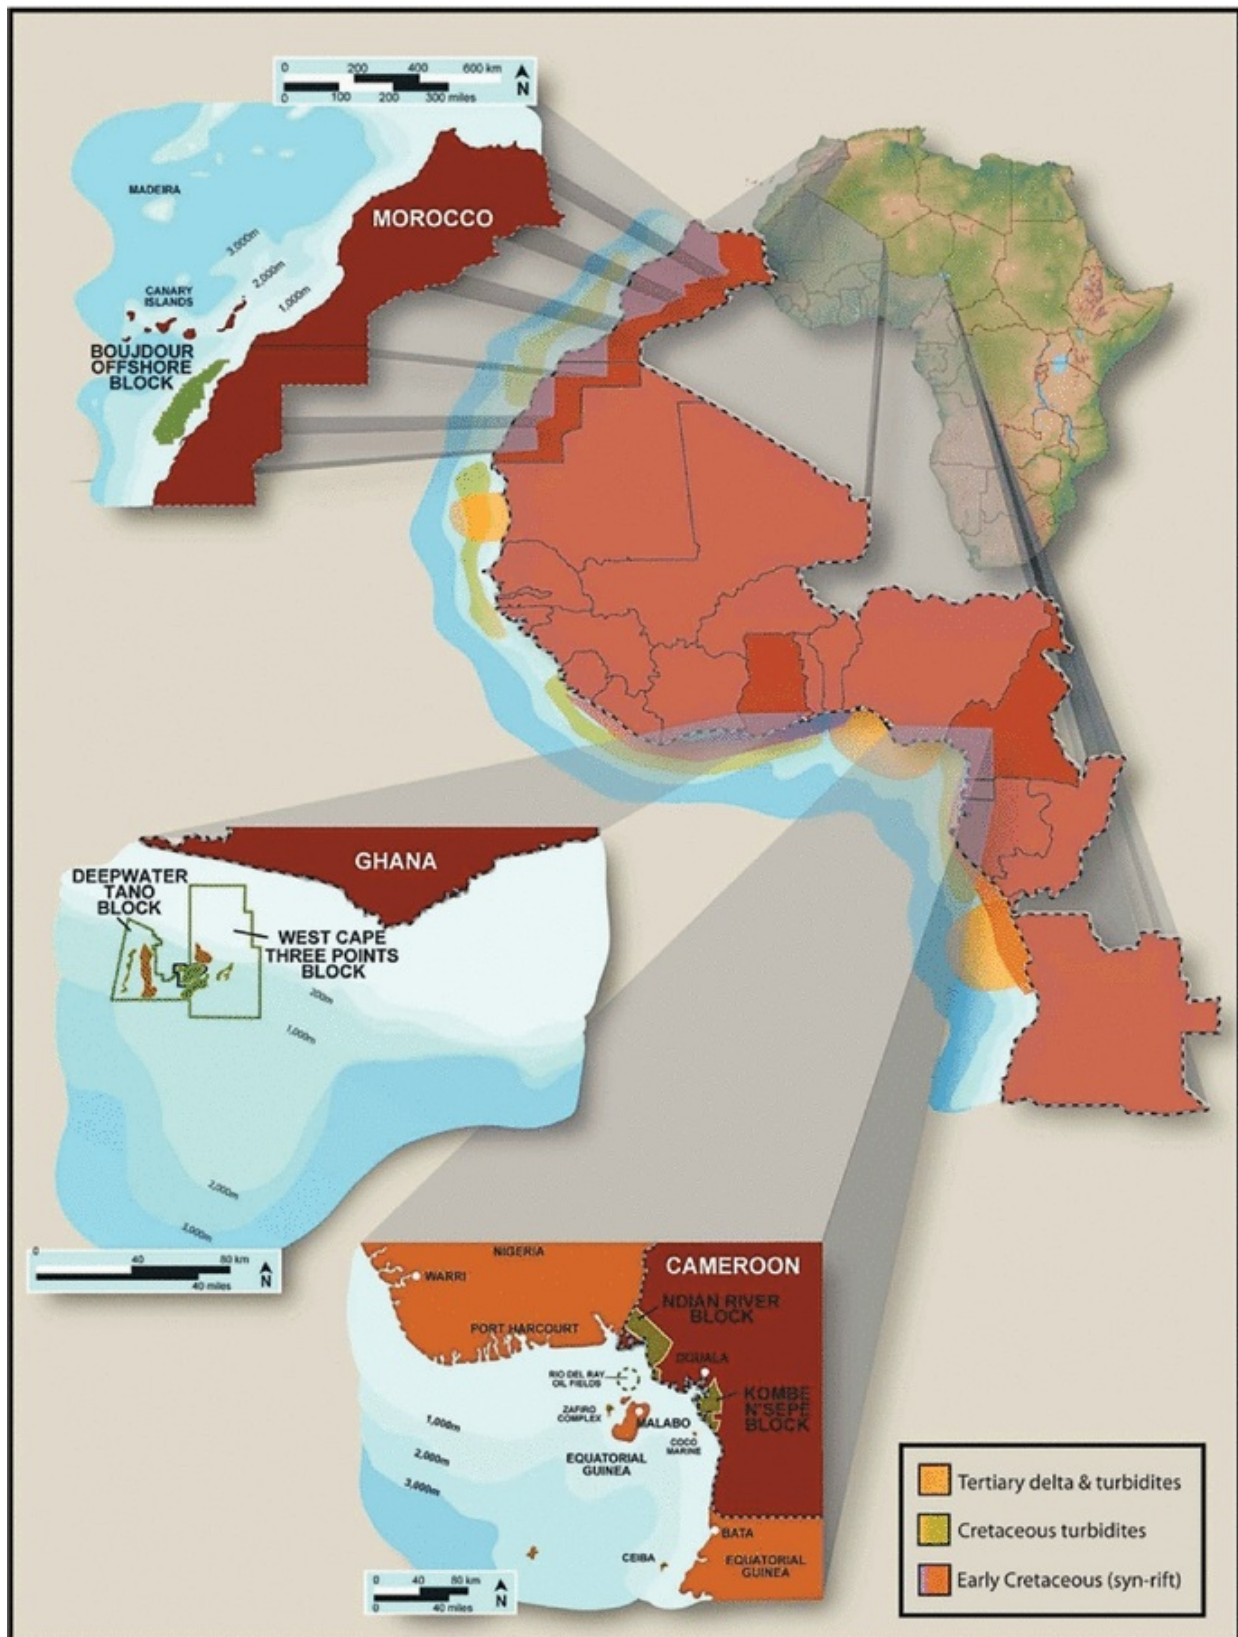 0 200 400 600 km
0 100 200 300 miles
N
MADEIRA
MOROCCO
3,000m
2,000m
1,000m
CANARY
ISLANDS
BOUJDOUR
OFFSHORE
BLOCK
GHANA
DEEPWATER
TANO
BLOCK
WEST CAPE
THREE POINTS
BLOCK
200m
1,000m
2,000m
3,000m
0 40 80 km
40 miles
N
NIGERIA
CAMEROON
WARRI
NDIAN RIVER
BLOCK
PORT HARCOURT
DOUALA
RIO DEL RAY
OIL FIELDS
KOMBE
N'SEPE
BLOCK
ZAFIRO
COMPLEX
MALABO
COCO
MARINE
1,000m
2,000m
3,000m
EQUATORIAL
GUINEA
BATA
CEIBA
EQUATORIAL
GUINEA
0 40 80 km
0 40 miles
N
Tertiary delta & turbidites
Cretaceous turbidites
Early Cretaceous (syn-rift)